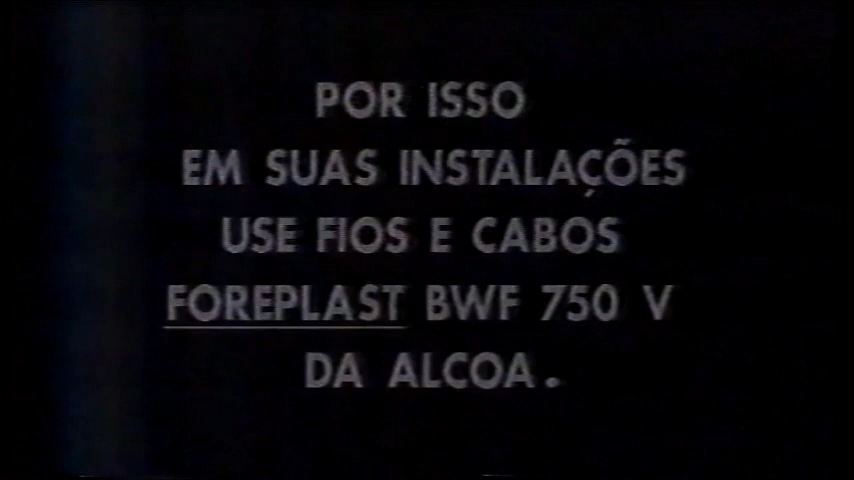 POR ISSO
EM SUAS INSTALAÇÕES
USE FIOS E CABOS
FOREPLAST BWF 750 V
DA ALCOA.